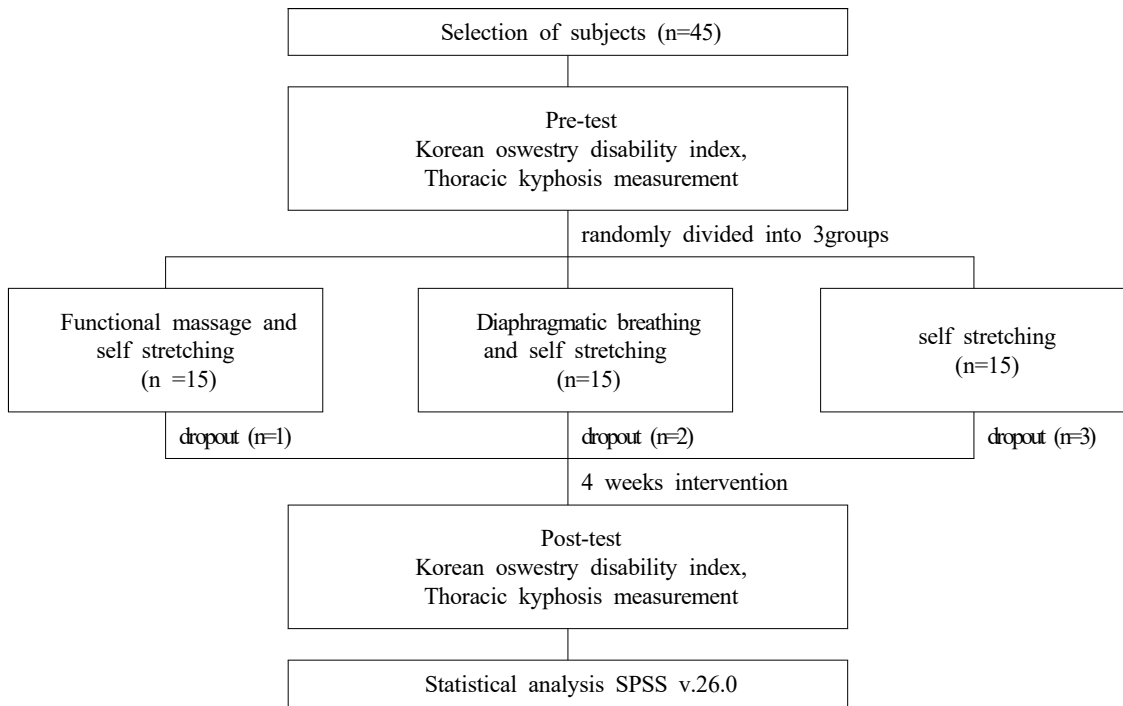 Selection of subjects (n=45)
Pre-test
Korean oswestry disability index,
Thoracic kyphosis measurement
randomly divided into 3groups
Functional massage and
self stretching
(n =15)
Diaphragmatic breathing
and self stretching
(n=15)
self stretching
(n=15)
dropout (n=1)
dropout (n=2)
dropout (n=3)
4 weeks intervention
Post-test
Korean oswestry disability index,
Thoracic kyphosis measurement
Statistical analysis SPSS v.26.0